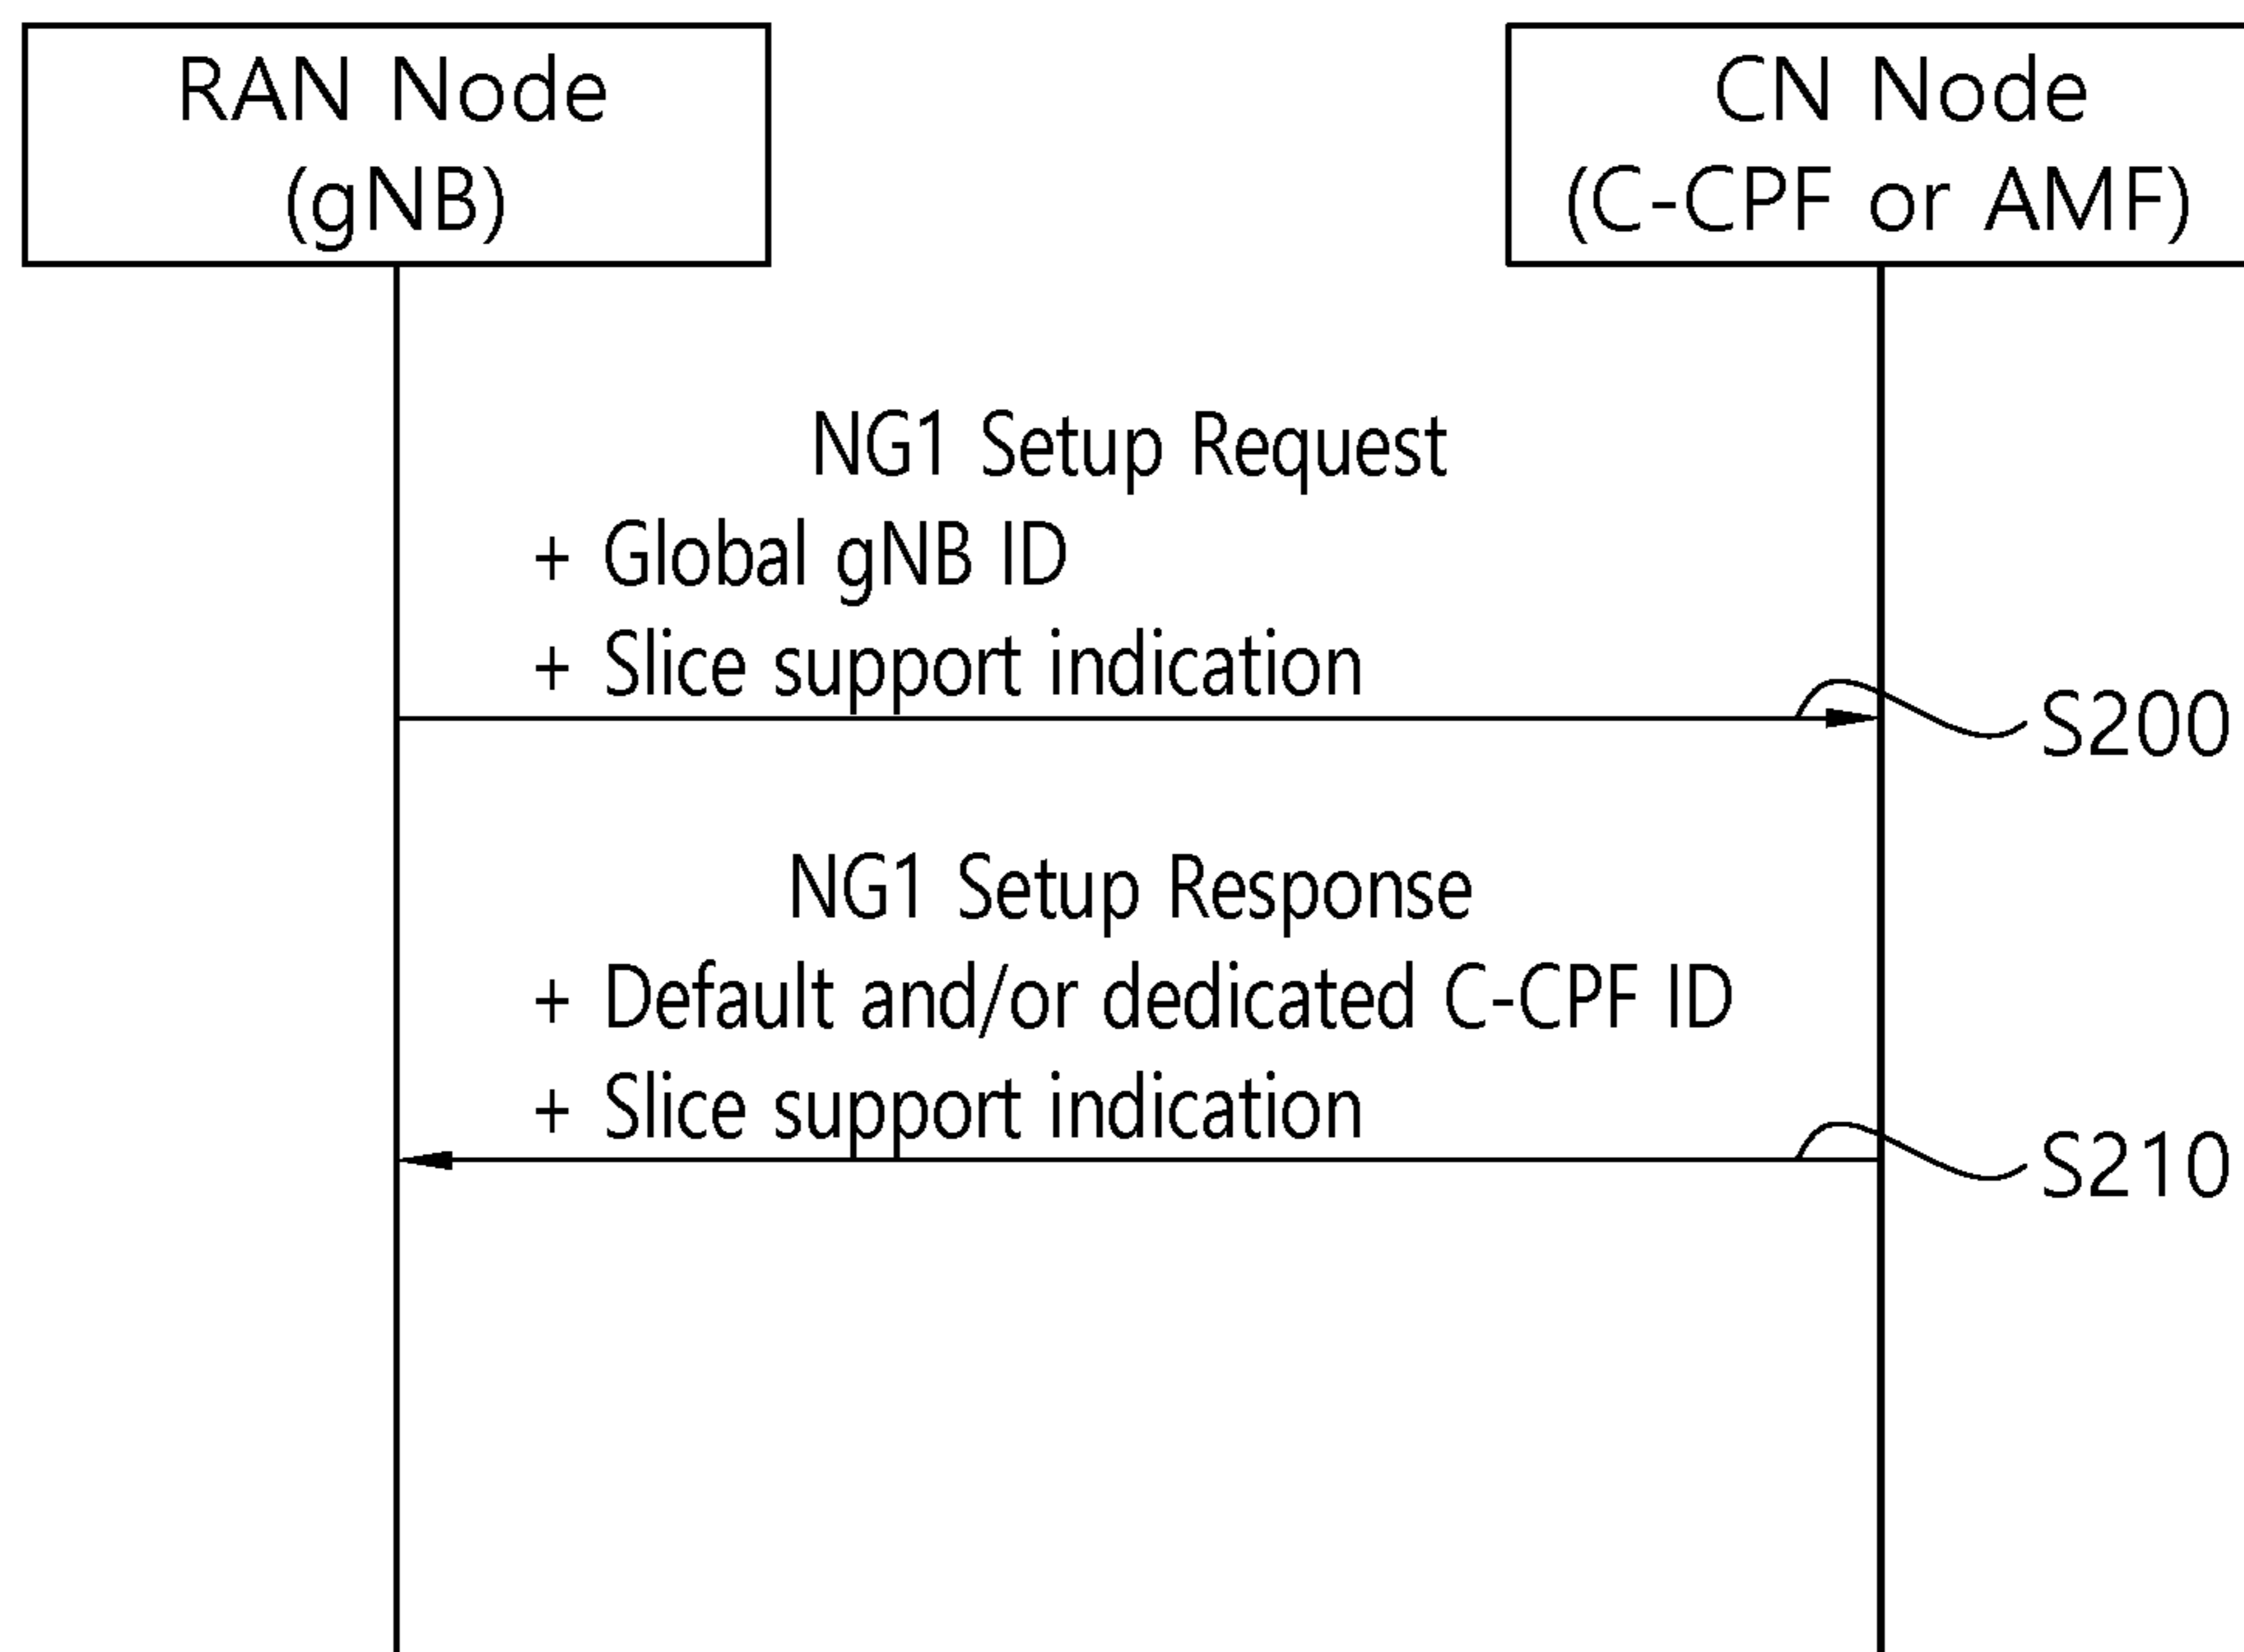 RAN Node
(gNB)
CN Node
(C-CPF or AMF)
NG1 Setup Request
+ Global gNB ID
+ Slice support indication
S200
NG1 Setup Response
+ Default and/or dedicated C-CPF ID
+ Slice support indication
S210